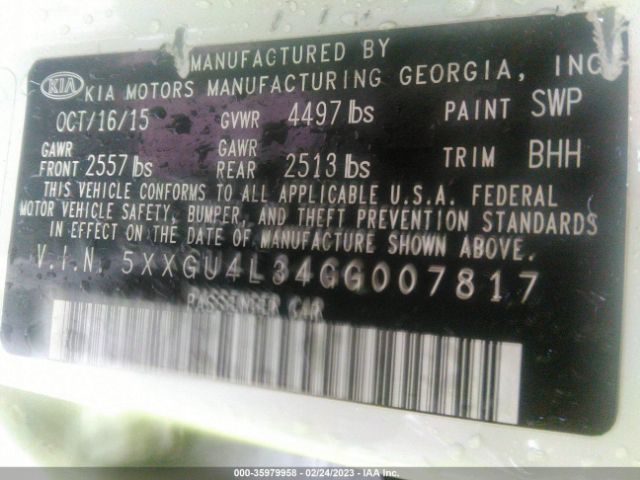 MANUFACTURED BY
KIA KIA MOTORS MANUFACTURING GEORGIA, INC
OCT/16/15 GVWR 4497 lbs PAINT SWP
GAWR FRONT 2557 lbs GAWR REAR 2513 lbs TRIM BHH
THIS VEHICLE CONFORMS TO ALL APPLICABLE U.S.A. FEDERAL
MOTOR VEHICLE SAFETY, BUMPER, AND THEFT PREVENTION STANDARDS
IN EFFECT ON THE DATE OF MANUFACTURE SHOWN ABOVE.
V.I.N. 5XXGU4L34GG007817
PASSENGER CAR
000-35979958 - 02/24/2023 - IAA Inc.